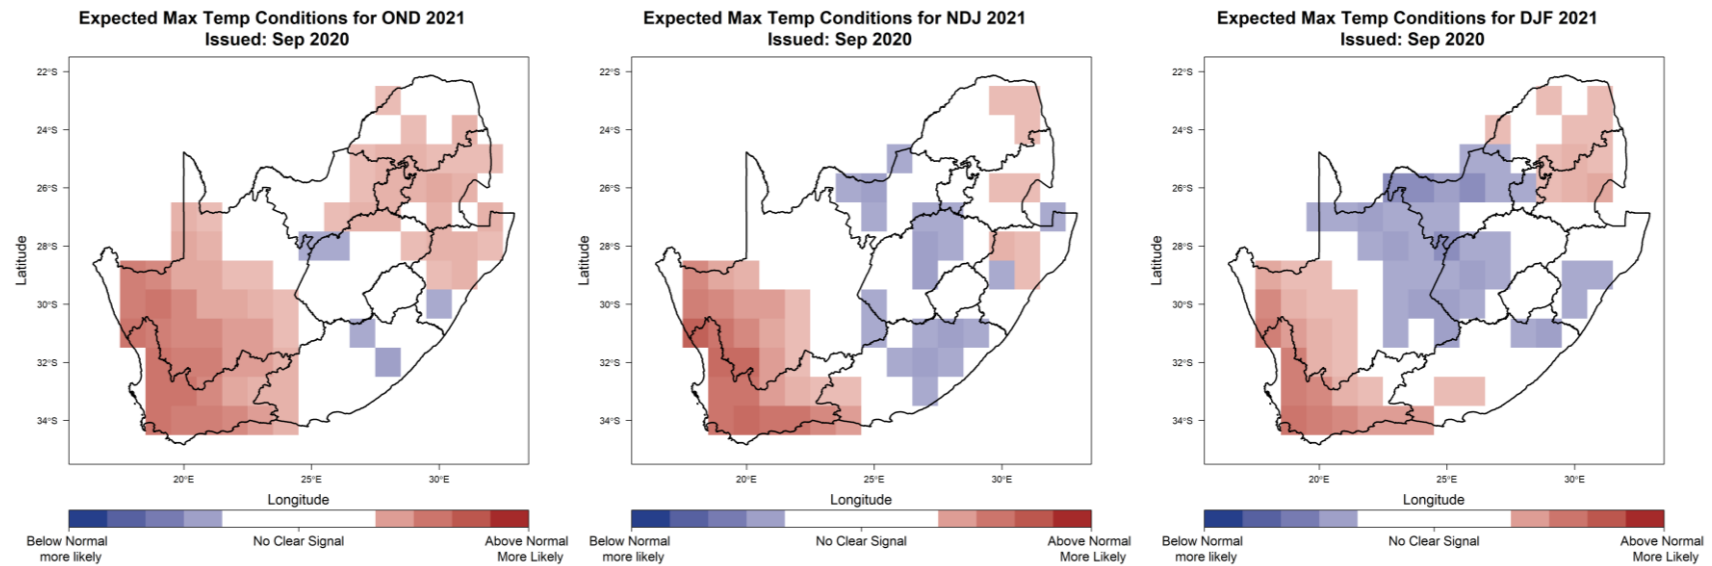 Expected Max Temp Conditions for OND 2021
Issued: Sep 2020
22°S
24°S
26°S
28°S
30°S
32°S
34°S
Latitude
20°E
25°E
30°E
Longitude
Below Normal
more likely
No Clear Signal
Above Normal
More Likely
Expected Max Temp Conditions for NDJ 2021
Issued: Sep 2020
22°S
24°S
26°S
28°S
30°S
32°S
34°S
Latitude
20°E
25°E
30°E
Longitude
Below Normal
more likely
No Clear Signal
Above Normal
More Likely
Expected Max Temp Conditions for DJF 2021
Issued: Sep 2020
22°S
24°S
26°S
28°S
30°S
32°S
34°S
Latitude
20°E
25°E
30°E
Longitude
Below Normal
more likely
No Clear Signal
Above Normal
More Likely